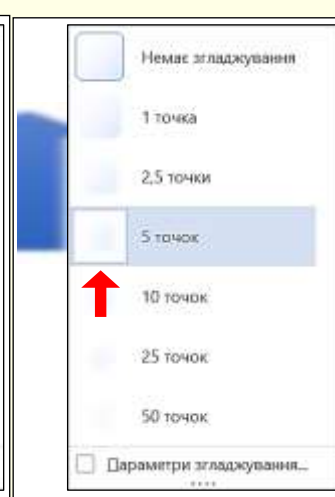 Немає згладжування
1 точка
2,5 точки
5 точок
10 точок
25 точок
50 точок
Параметри згладжування...